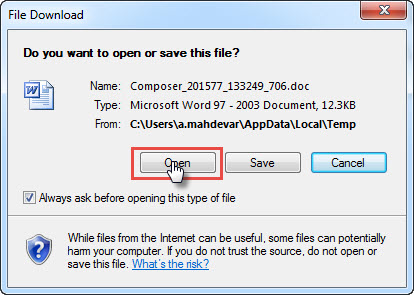 File Download
Do you want to open or save this file?
Name: Composer_201577_133249_706.doc
Type: Microsoft Word 97 - 2003 Document, 12.3KB
From: C:\Users\a.mahdevar\AppData\Local\Temp
Open Save Cancel
Always ask before opening this type of file
While files from the Internet can be useful, some files can potentially
harm your computer. If you do not trust the source, do not open or
save this file. What's the risk?